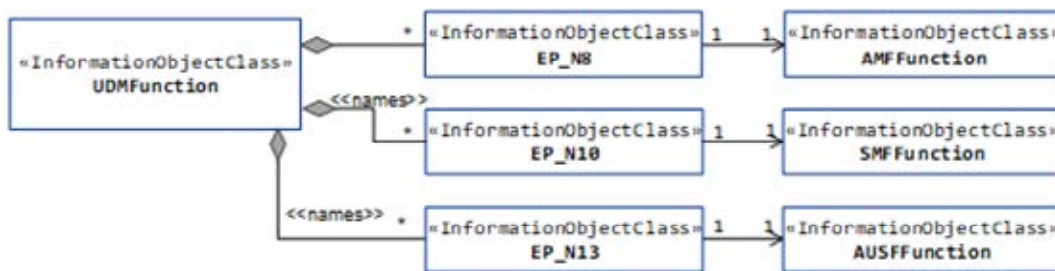 «InformationObjectClass»
UDMFunction
*
«InformationObjectClass»
EP_N8
1
1
«InformationObjectClass»
AMFFunction
<<names>>
*
«InformationObjectClass»
EP_N10
1
1
«InformationObjectClass»
SMFFunction
<<names>>
*
«InformationObjectClass»
EP_N13
1
1
«InformationObjectClass»
AUSFFunction